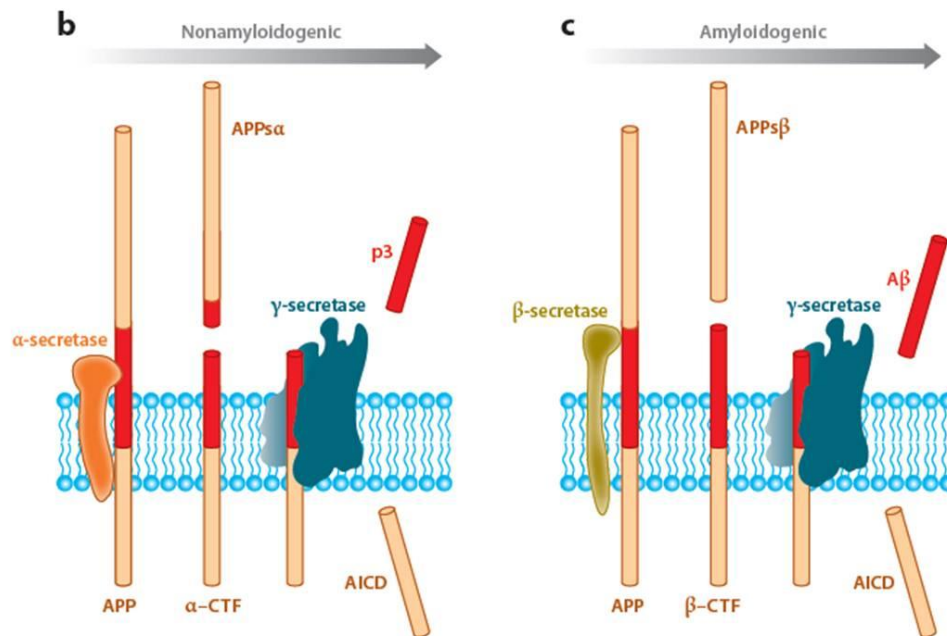 b
Nonamyloidogenic
APPsα
p3
γ-secretase
α-secretase
APP
α–CTF
AICD
c
Amyloidogenic
APPsβ
Aβ
β-secretase
γ-secretase
APP
β–CTF
AICD